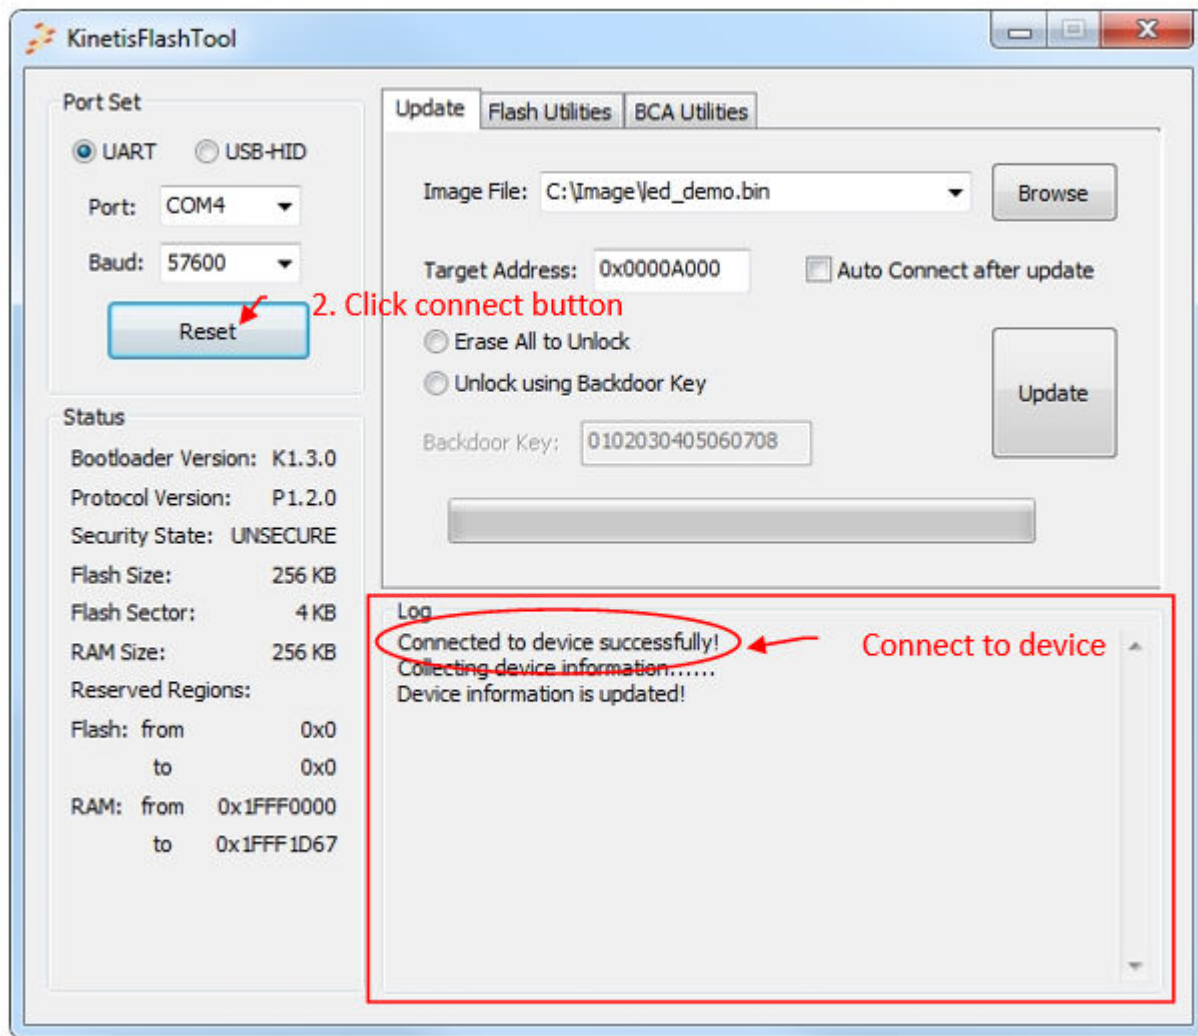 KinetisFlashTool
Port Set
UART USB-HID
Port: COM4
Baud: 57600
Reset
2. Click connect button
Status
Bootloader Version: K1.3.0
Protocol Version: P1.2.0
Security State: UNSECURE
Flash Size: 256 KB
Flash Sector: 4 KB
RAM Size: 256 KB
Reserved Regions:
Flash: from 0x0
to 0x0
RAM: from 0x1FFF0000
to 0x1FFF1D67
Update Flash Utilities BCA Utilities
Image File: C:\Image\led_demo.bin Browse
Target Address: 0x0000A000 Auto Connect after update
Erase All to Unlock
Unlock using Backdoor Key
Update
Backdoor Key: 0102030405060708
Log
Connected to device successfully!
Connect to device
Collecting device information......
Device information is updated!